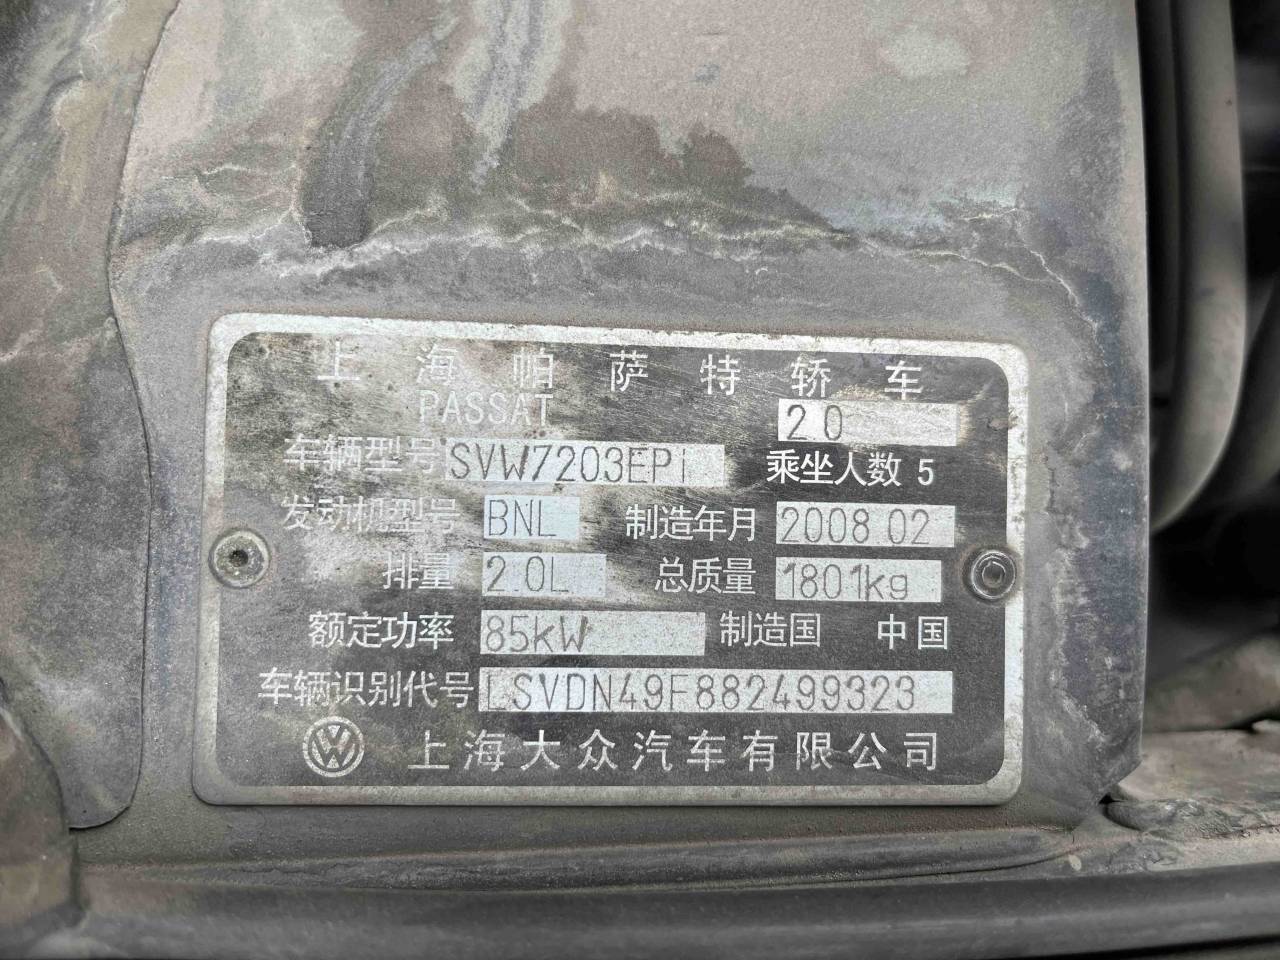 上海帕萨特轿车
PASSAT 2.0
车辆型号 SVW7203EPi 乘坐人数 5
发动机型号 BNL 制造年月 2008 02
排量 2.0L 总质量 1801kg
额定功率 85kW 制造国 中国
车辆识别代号 LSVDN49F882499323
上海大众汽车有限公司